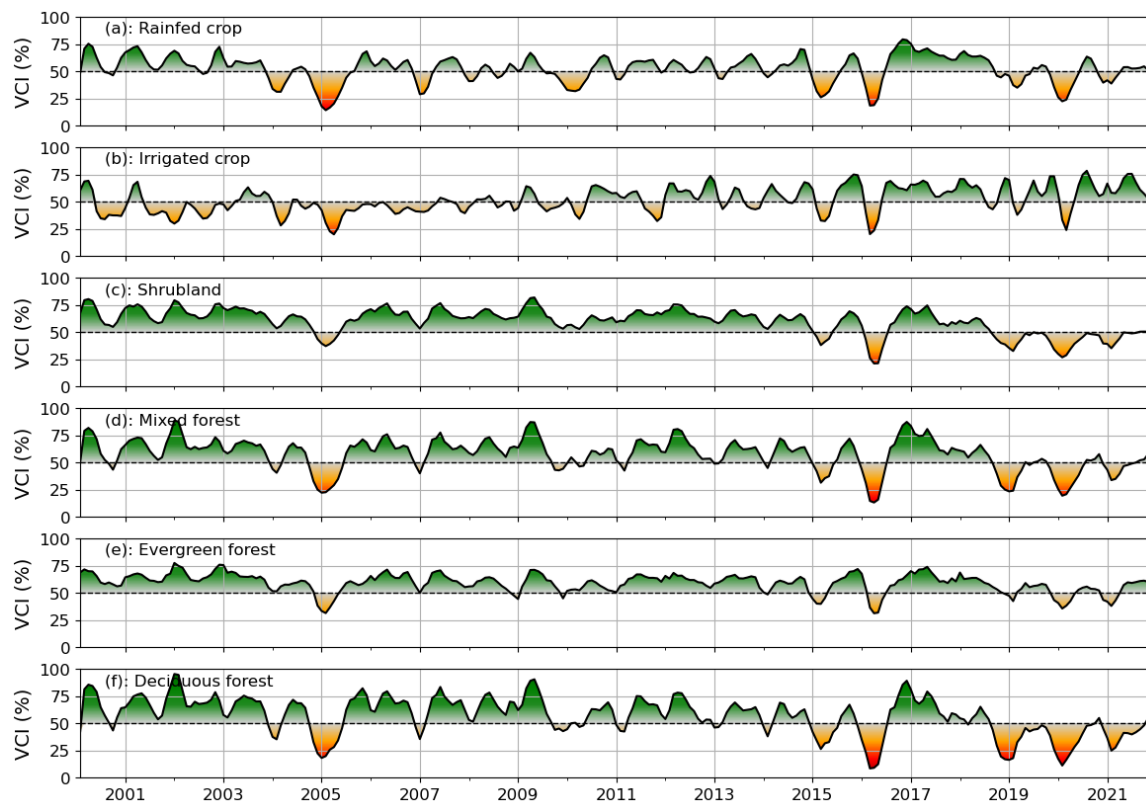 (a): Rainfed crop
VCI (%)
100
75
50
25
0
(b): Irrigated crop
VCI (%)
100
75
50
25
0
(c): Shrubland
VCI (%)
100
75
50
25
0
(d): Mixed forest
VCI (%)
100
75
50
25
0
(e): Evergreen forest
VCI (%)
100
75
50
25
0
(f): Deciduous forest
VCI (%)
100
75
50
25
0
2001 2003 2005 2007 2009 2011 2013 2015 2017 2019 2021